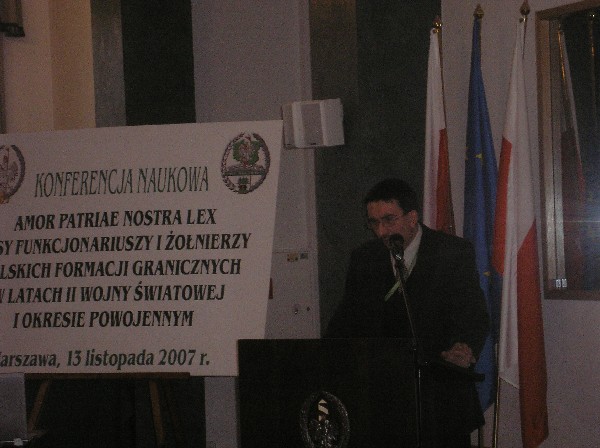 KONFERENCJA NAUKOWA
AMOR PATRIAE NOSTRA LEX
SY FUNKCJONARIUSZY I ŻOŁNIERZY
LSKICH FORMACJI GRANICZNYCH
W LATACH II WOJNY ŚWIATOWEJ
I OKRESIE POWOJENNYM
arszawa, 13 listopada 2007 r.